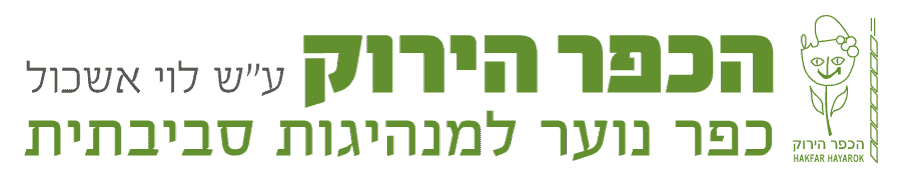 הכפר הירוק ע״ש לוי אשכול
כפר נוער למנהיגות סביבתית
הכפר הירוק
HAKFAR HAYAROK